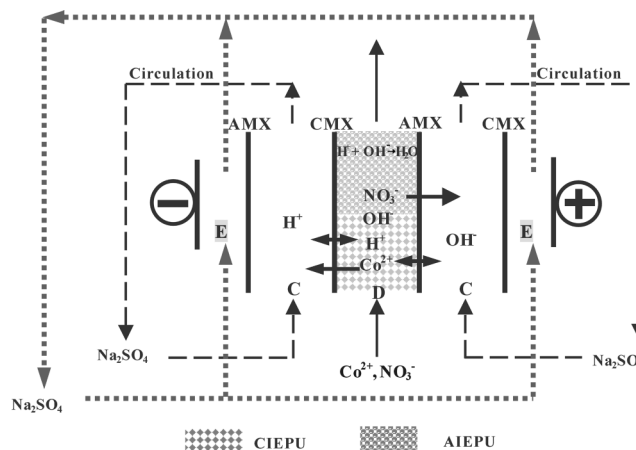 Circulation
Circulation
AMX
CMX
AMX
CMX
H + OH⁻→H₂O
NO₃⁻
OH⁻
H⁺
H⁺
Co²⁺
OH⁻
E
E
C
D
C
Na₂SO₄
Co²⁺, NO₃⁻
Na₂SO
Na₂SO₄
CIEPU
AIEPU